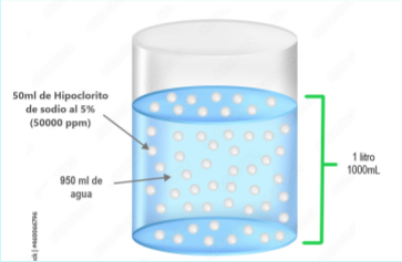 50ml de Hipoclorito
de sodio al 5%
(50000 ppm)
950 ml de
agua
1 litro
1000mL